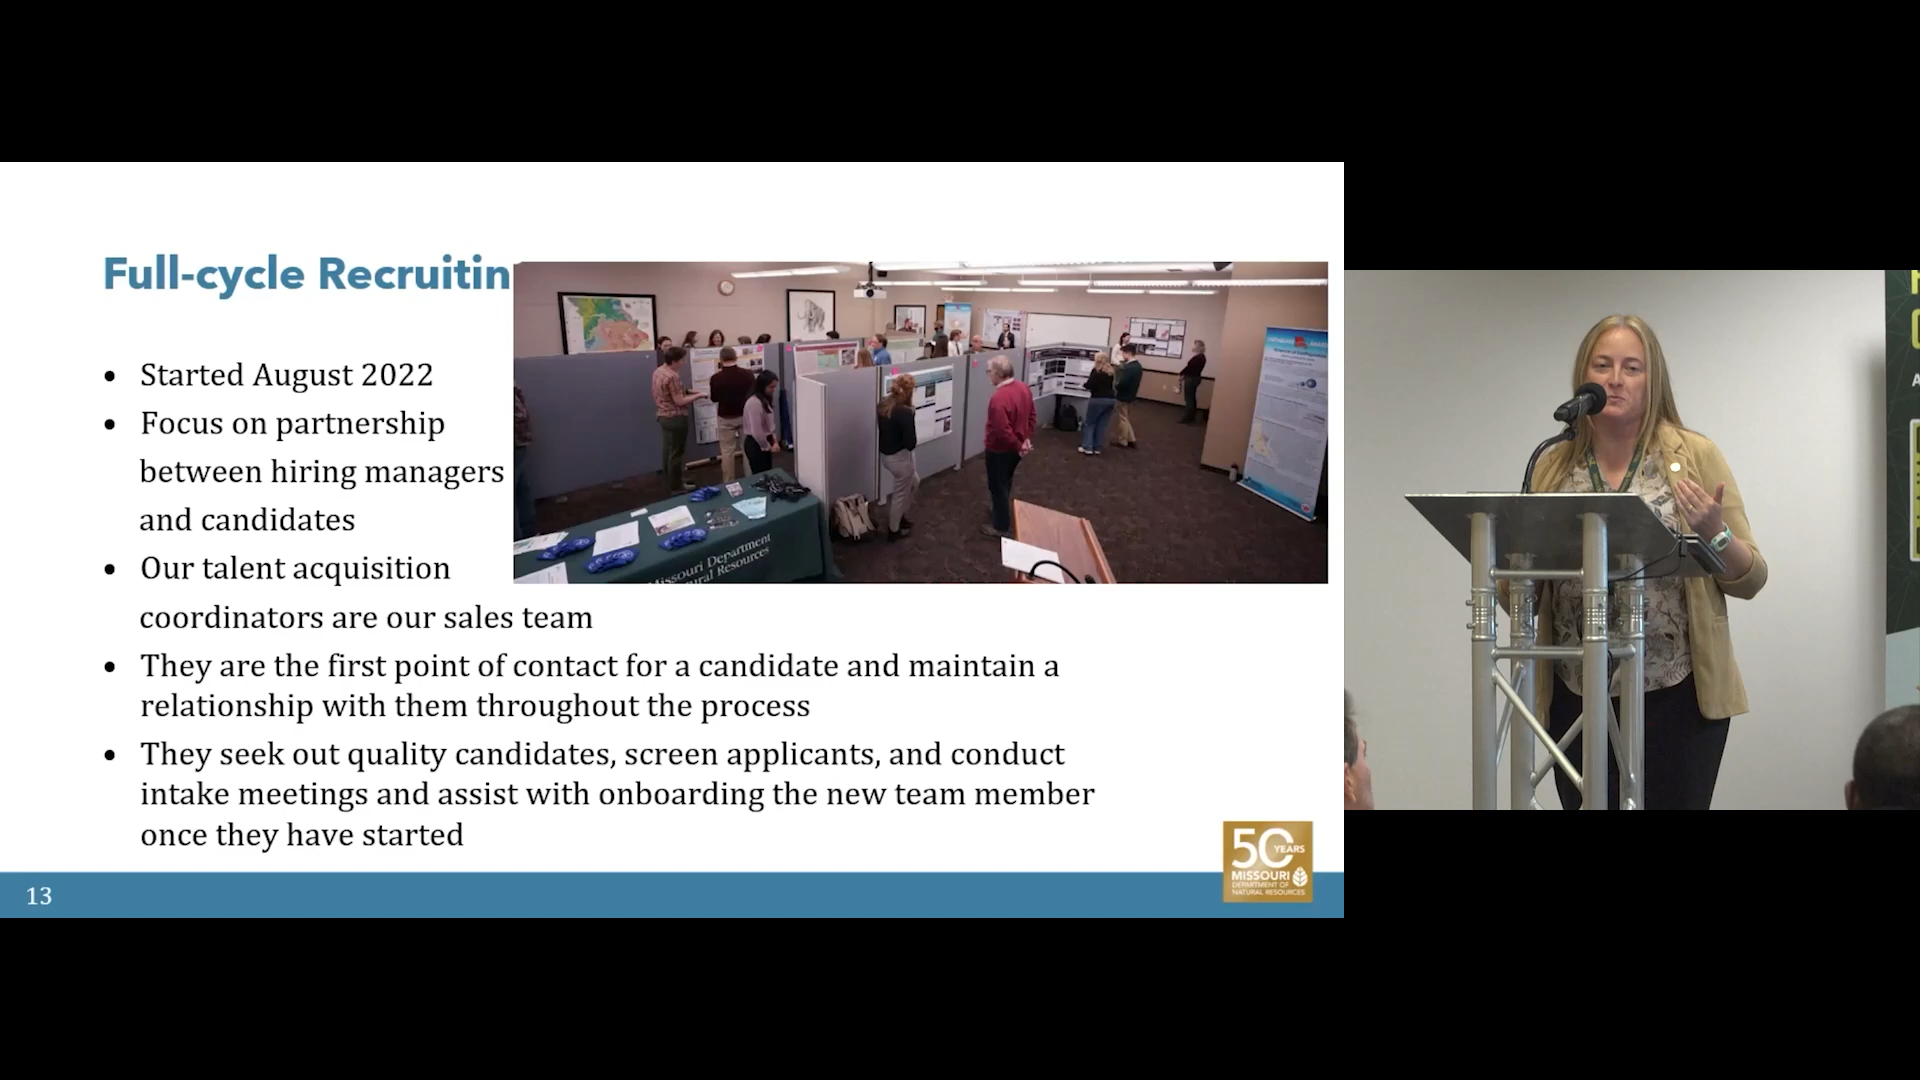 Full-cycle Recruitin
• Started August 2022
• Focus on partnership
between hiring managers
and candidates
• Our talent acquisition
coordinators are our sales team
• They are the first point of contact for a candidate and maintain a
relationship with them throughout the process
• They seek out quality candidates, screen applicants, and conduct
intake meetings and assist with onboarding the new team member
once they have started
Missouri Department
ural Resources
50
YEARS
MISSOURI
DEPARTMENT OF
NATURAL RESOURCES
13